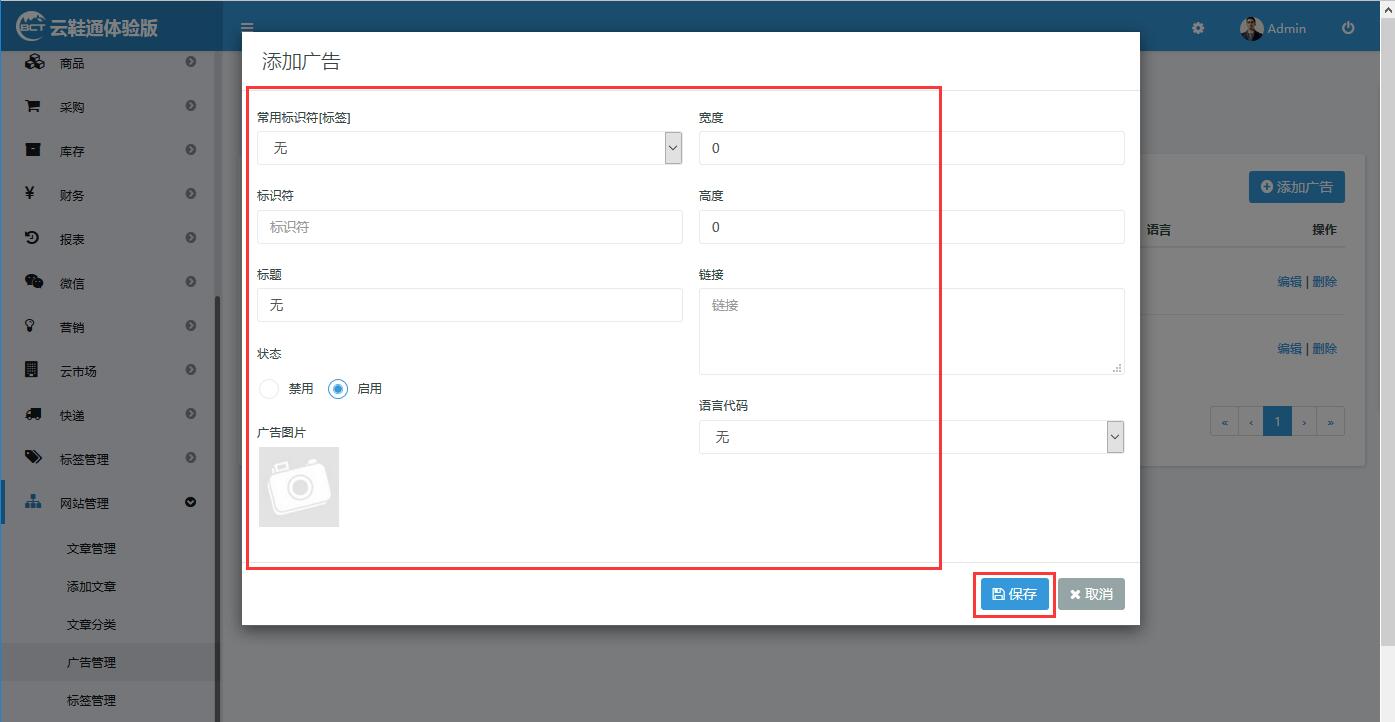 BCT 云鞋通体验版
Admin
商品
采购
库存
¥ 财务
报表
微信
营销
云市场
快递
标签管理
网站管理
文章管理
添加文章
文章分类
广告管理
标签管理
添加广告
常用标识符[标签]
无
标识符
标识符
标题
无
状态
禁用 启用
广告图片
宽度
0
高度
0
链接
链接
语言代码
无
保存 取消
添加广告
语言 操作
编辑 | 删除
编辑 | 删除
« ‹ 1 › »